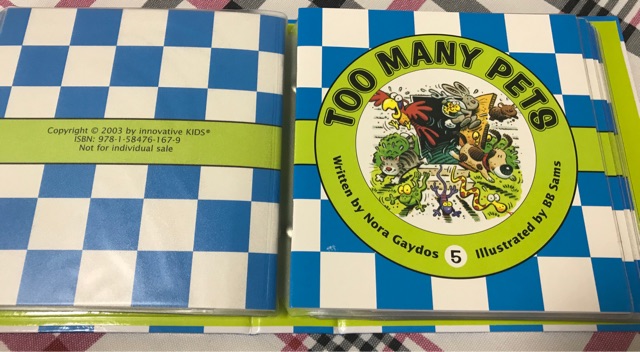 Copyright © 2003 by innovative KIDS®
ISBN: 978-1-58476-167-9
Not for individual sale
TOO MANY PETS
Written by Nora Gaydos
5
Illustrated by BB Sams